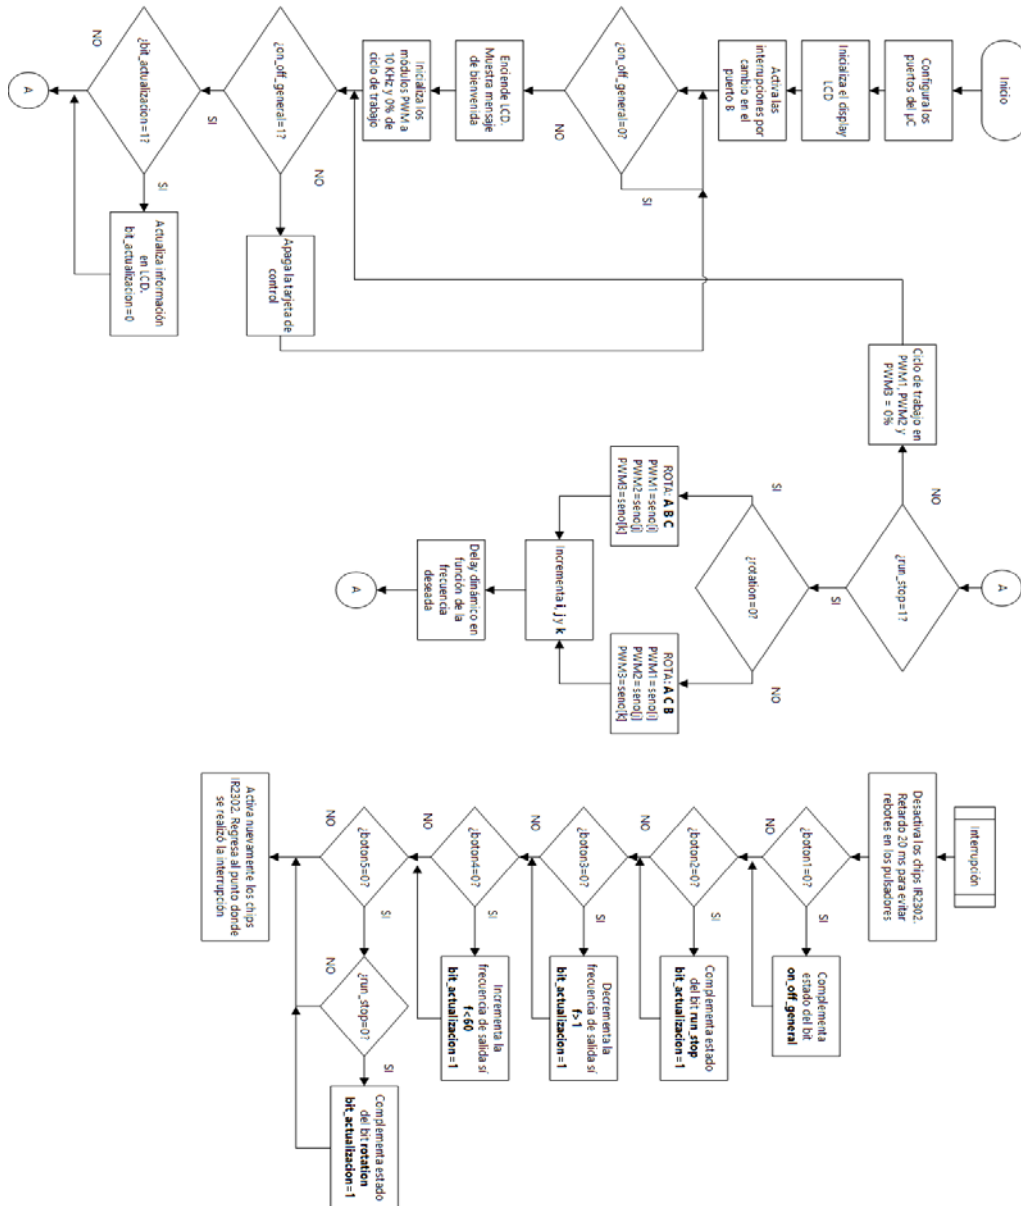 Inicio
Configura los
puertos del µC
Inicializa el display
LCD
Activa las
interrupciones por
cambio en el
puerto B
¿on_off_general=0?
SI
NO
Enciende LCD.
Muestra mensaje
de bienvenida
Inicializa los
módulos PWM a
10 KHz y 0% de
ciclo de trabajo
¿on_off_general=1?
NO
SI
Apaga la tarjeta de
control
¿bit_actualizacion=1?
SI
NO
Actualiza información
en LCD.
bit_actualizacion=0
A
A
¿run_stop=1?
NO
SI
Ciclo de trabajo en
PWM1, PWM2 y
PWM3 = 0%
¿rotation=0?
SI
NO
ROTA: A B C
PWM1=seno[i]
PWM2=seno[j]
PWM3=seno[k]
ROTA: A C B
PWM1=seno[i]
PWM2=seno[j]
PWM3=seno[k]
Incrementa i, j y k
Delay dinámico en
función de la
frecuencia
deseada
A
Interrupción
Desactiva los chips IR2302.
Retardo 20 ms para evitar
rebotes en los pulsadores
¿boton1=0?
SI
NO
Complementa
estado del bit
on_off_general
¿boton2=0?
SI
NO
Complementa estado
del bit run_stop
bit_actualizacion=1
¿boton3=0?
SI
NO
Decrementa la
frecuencia de salida sí
f>1
bit_actualizacion=1
¿boton4=0?
SI
NO
Incrementa la
frecuencia de salida sí
f<60
bit_actualizacion=1
¿boton5=0?
SI
NO
¿run_stop=0?
NO
SI
Complementa estado
del bit rotation
bit_actualizacion=1
Activa nuevamente los chips
IR2302. Regresa al punto donde
se realizó la interrupción